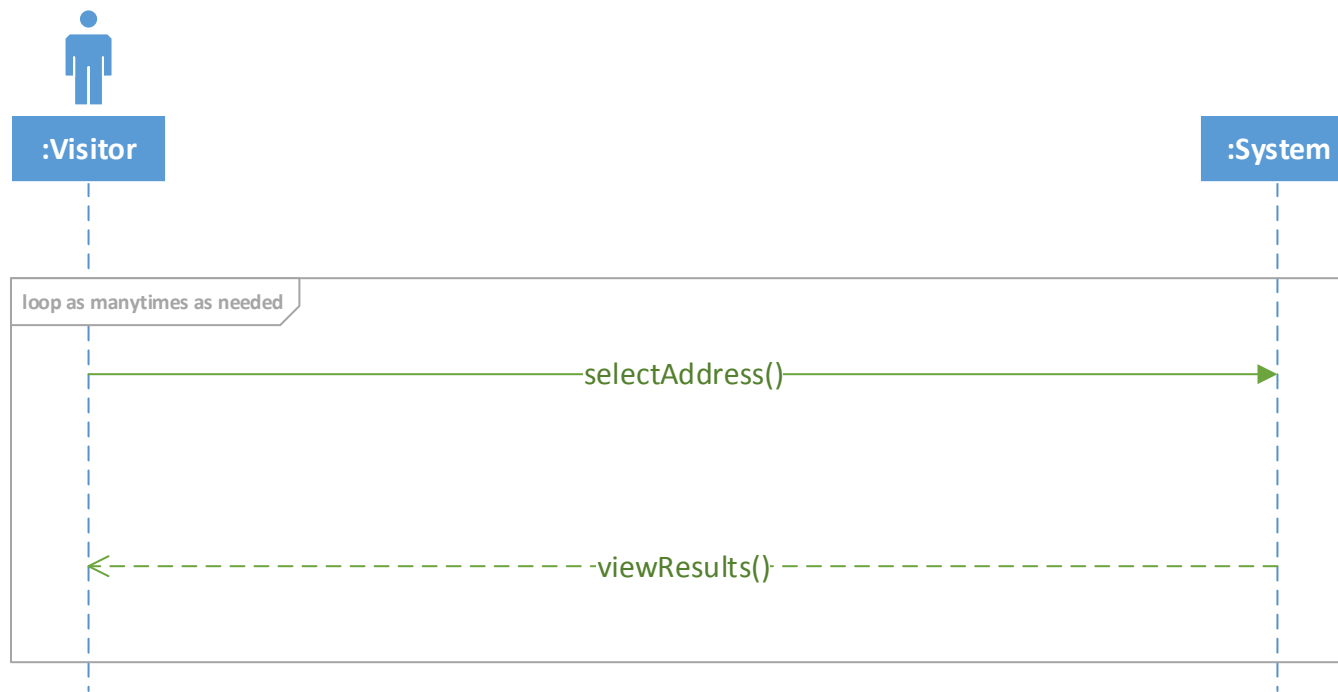 :Visitor
:System
loop as manytimes as needed
selectAddress()
viewResults()